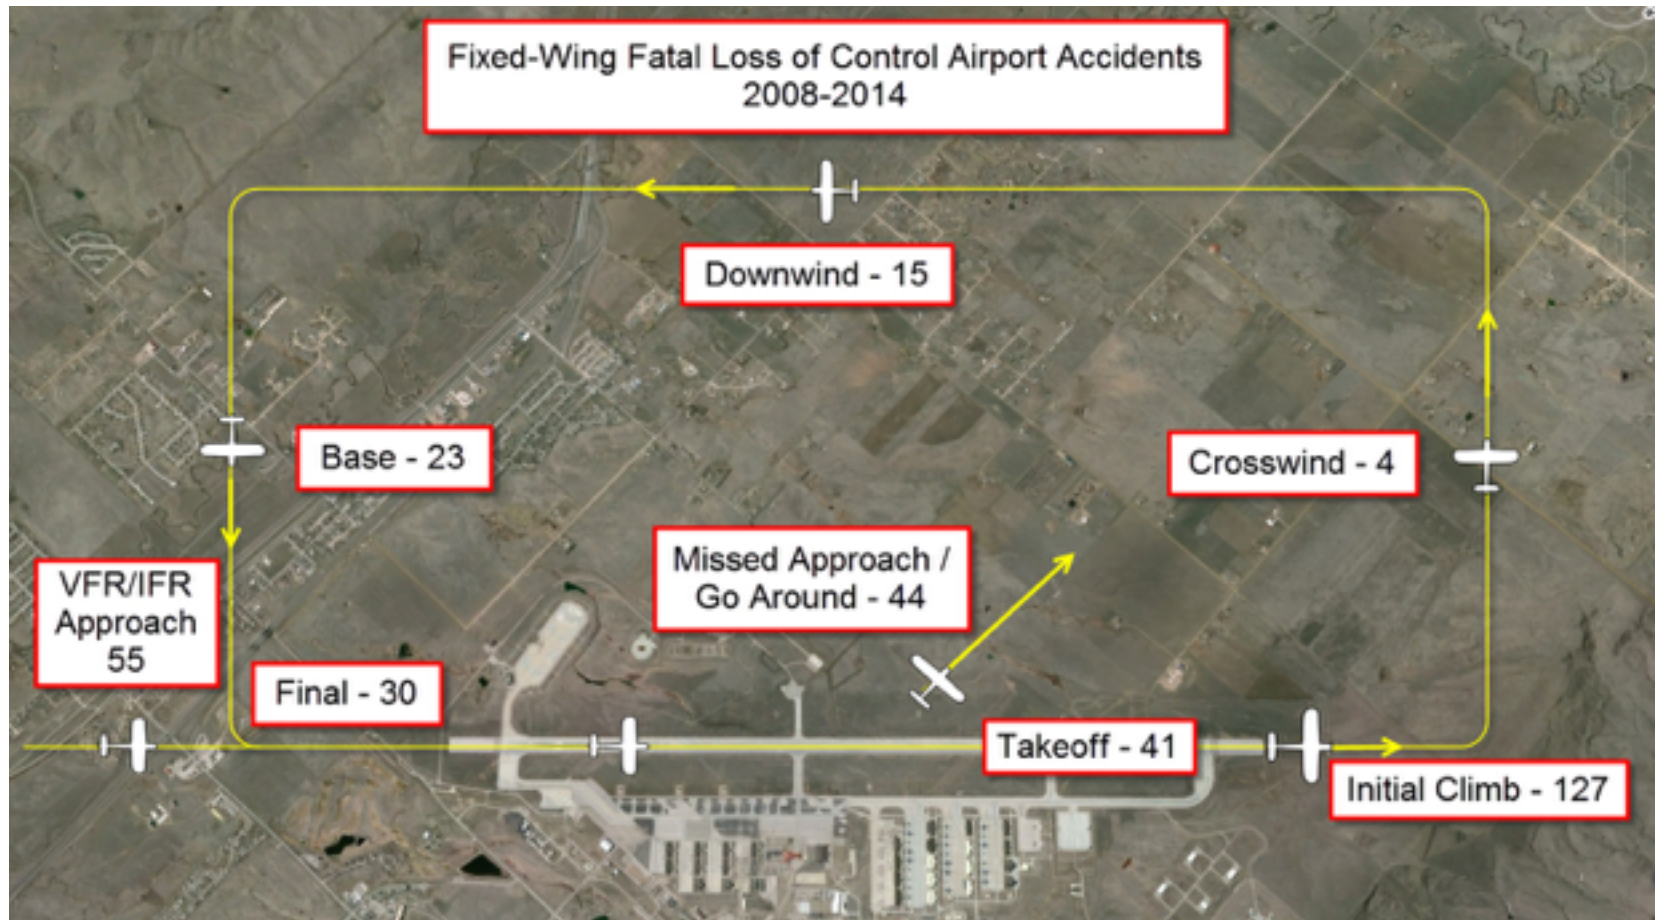 Fixed-Wing Fatal Loss of Control Airport Accidents
2008-2014
Downwind - 15
Base - 23
Crosswind - 4
Missed Approach /
Go Around - 44
VFR/IFR
Approach
55
Final - 30
Takeoff - 41
Initial Climb - 127